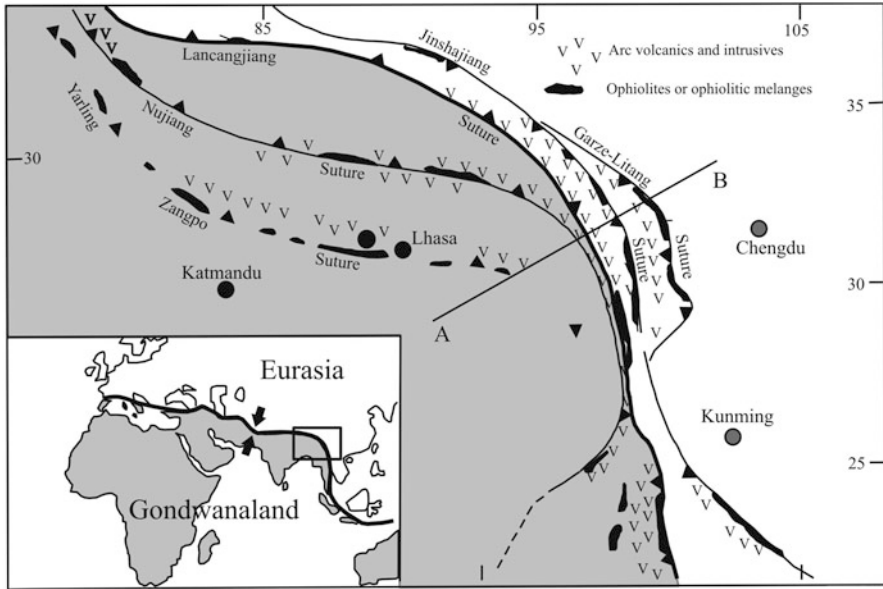 85
95
105
Jinshajiang
Lancangjiang
V V V Arc volcanics and intrusives
Ophiolites or ophiolitic melanges
Yarling
Nujiang
Suture
35
30
Garze-Litang
Suture
B
Zangpo
Lhasa
Suture
Suture
Suture
Chengdu
Katmandu
30
A
Eurasia
Kunming
25
Gondwanaland